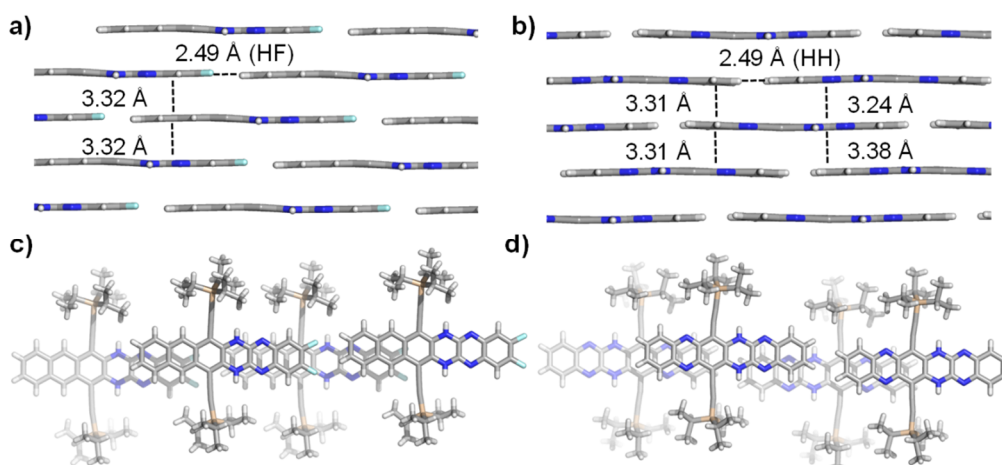 a)
2.49 Å (HF)
3.32 Å
3.32 Å
b)
2.49 Å (HH)
3.31 Å
3.24 Å
3.31 Å
3.38 Å
c)
d)